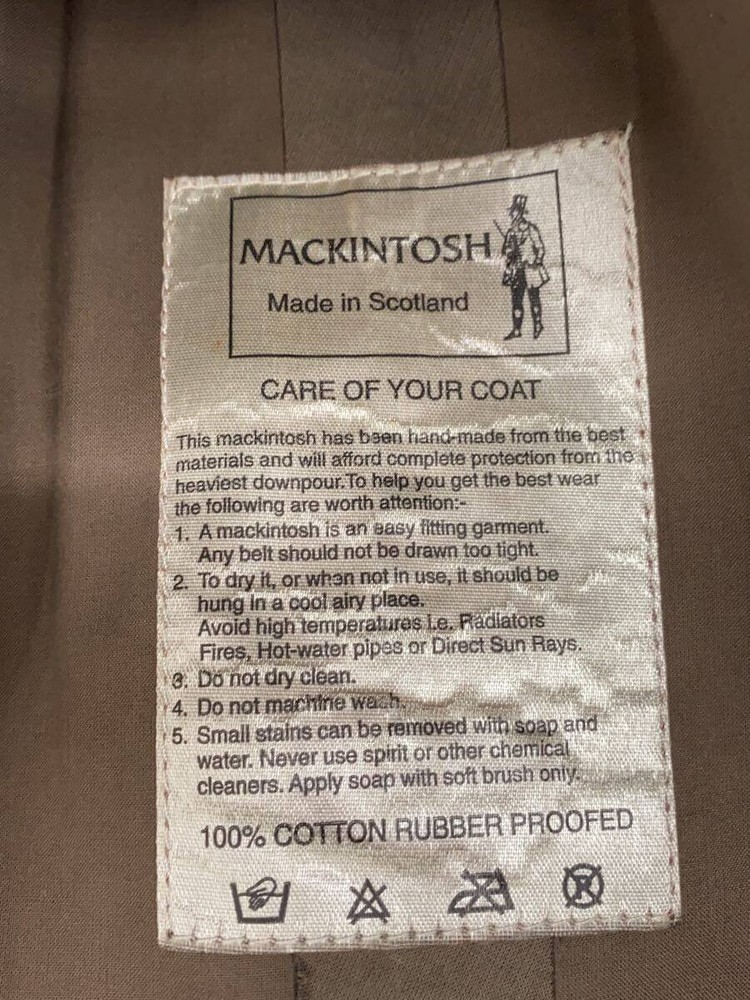 MACKINTOSH
Made in Scotland
CARE OF YOUR COAT
This mackintosh has been hand-made from the best
materials and will afford complete protection from the
heaviest downpour.To help you get the best wear
the following are worth attention:-
1. A mackintosh is an easy fitting garment.
Any belt should not be drawn too tight.
2. To dry it, or when not in use, it should be
hung in a cool airy place.
Avoid high temperatures i.e. Radiators
Fires, Hot-water pipes or Direct Sun Rays.
3. Do not dry clean.
4. Do not machine wash.
5. Small stains can be removed with soap and
water. Never use spirit or other chemical
cleaners. Apply soap with soft brush only.
100% COTTON RUBBER PROOFED